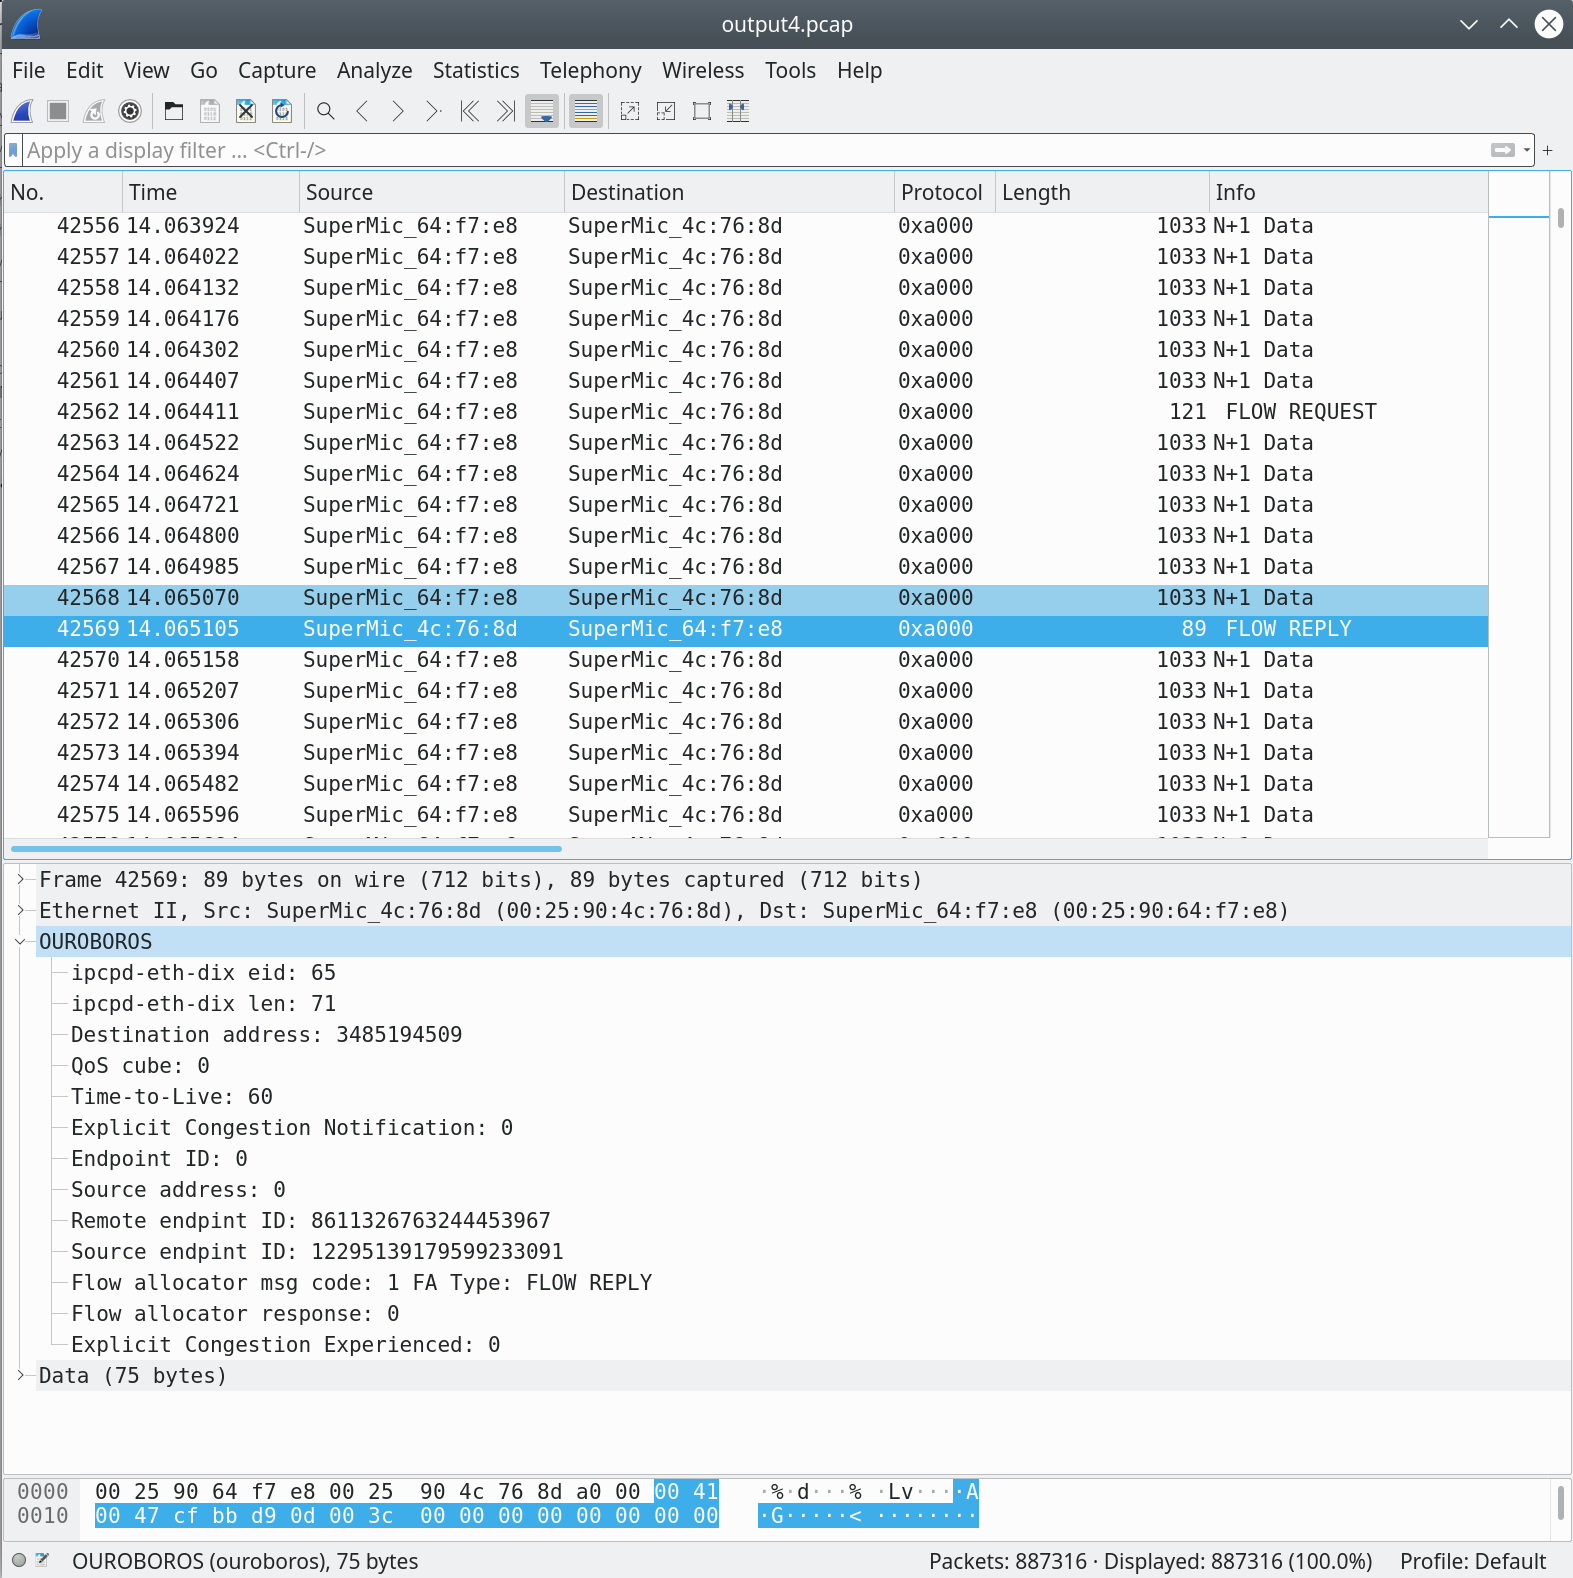 output4.pcap
File Edit View Go Capture Analyze Statistics Telephony Wireless Tools Help
Apply a display filter ... <Ctrl-/>
+
No. Time Source Destination Protocol Length Info
42556 14.063924 SuperMic_64:f7:e8 SuperMic_4c:76:8d 0xa000 1033 N+1 Data
42557 14.064022 SuperMic_64:f7:e8 SuperMic_4c:76:8d 0xa000 1033 N+1 Data
42558 14.064132 SuperMic_64:f7:e8 SuperMic_4c:76:8d 0xa000 1033 N+1 Data
42559 14.064176 SuperMic_64:f7:e8 SuperMic_4c:76:8d 0xa000 1033 N+1 Data
42560 14.064302 SuperMic_64:f7:e8 SuperMic_4c:76:8d 0xa000 1033 N+1 Data
42561 14.064407 SuperMic_64:f7:e8 SuperMic_4c:76:8d 0xa000 1033 N+1 Data
42562 14.064411 SuperMic_64:f7:e8 SuperMic_4c:76:8d 0xa000 121 FLOW REQUEST
42563 14.064522 SuperMic_64:f7:e8 SuperMic_4c:76:8d 0xa000 1033 N+1 Data
42564 14.064624 SuperMic_64:f7:e8 SuperMic_4c:76:8d 0xa000 1033 N+1 Data
42565 14.064721 SuperMic_64:f7:e8 SuperMic_4c:76:8d 0xa000 1033 N+1 Data
42566 14.064800 SuperMic_64:f7:e8 SuperMic_4c:76:8d 0xa000 1033 N+1 Data
42567 14.064985 SuperMic_64:f7:e8 SuperMic_4c:76:8d 0xa000 1033 N+1 Data
42568 14.065070 SuperMic_64:f7:e8 SuperMic_4c:76:8d 0xa000 1033 N+1 Data
42569 14.065105 SuperMic_4c:76:8d SuperMic_64:f7:e8 0xa000 89 FLOW REPLY
42570 14.065158 SuperMic_64:f7:e8 SuperMic_4c:76:8d 0xa000 1033 N+1 Data
42571 14.065207 SuperMic_64:f7:e8 SuperMic_4c:76:8d 0xa000 1033 N+1 Data
42572 14.065306 SuperMic_64:f7:e8 SuperMic_4c:76:8d 0xa000 1033 N+1 Data
42573 14.065394 SuperMic_64:f7:e8 SuperMic_4c:76:8d 0xa000 1033 N+1 Data
42574 14.065482 SuperMic_64:f7:e8 SuperMic_4c:76:8d 0xa000 1033 N+1 Data
42575 14.065596 SuperMic_64:f7:e8 SuperMic_4c:76:8d 0xa000 1033 N+1 Data
Frame 42569: 89 bytes on wire (712 bits), 89 bytes captured (712 bits)
Ethernet II, Src: SuperMic_4c:76:8d (00:25:90:4c:76:8d), Dst: SuperMic_64:f7:e8 (00:25:90:64:f7:e8)
OUROBOROS
ipcpd-eth-dix eid: 65
ipcpd-eth-dix len: 71
Destination address: 3485194509
QoS cube: 0
Time-to-Live: 60
Explicit Congestion Notification: 0
Endpoint ID: 0
Source address: 0
Remote endpint ID: 8611326763244453967
Source endpint ID: 12295139179599233091
Flow allocator msg code: 1 FA Type: FLOW REPLY
Flow allocator response: 0
Explicit Congestion Experienced: 0
Data (75 bytes)
0000 00 25 90 64 f7 e8 00 25 90 4c 76 8d a0 00 00 41 ·%·d···% ·Lv····A
0010 00 47 cf bb d9 0d 00 3c 00 00 00 00 00 00 00 00 ·G·····< ········
OUROBOROS (ouroboros), 75 bytes Packets: 887316 · Displayed: 887316 (100.0%) Profile: Default